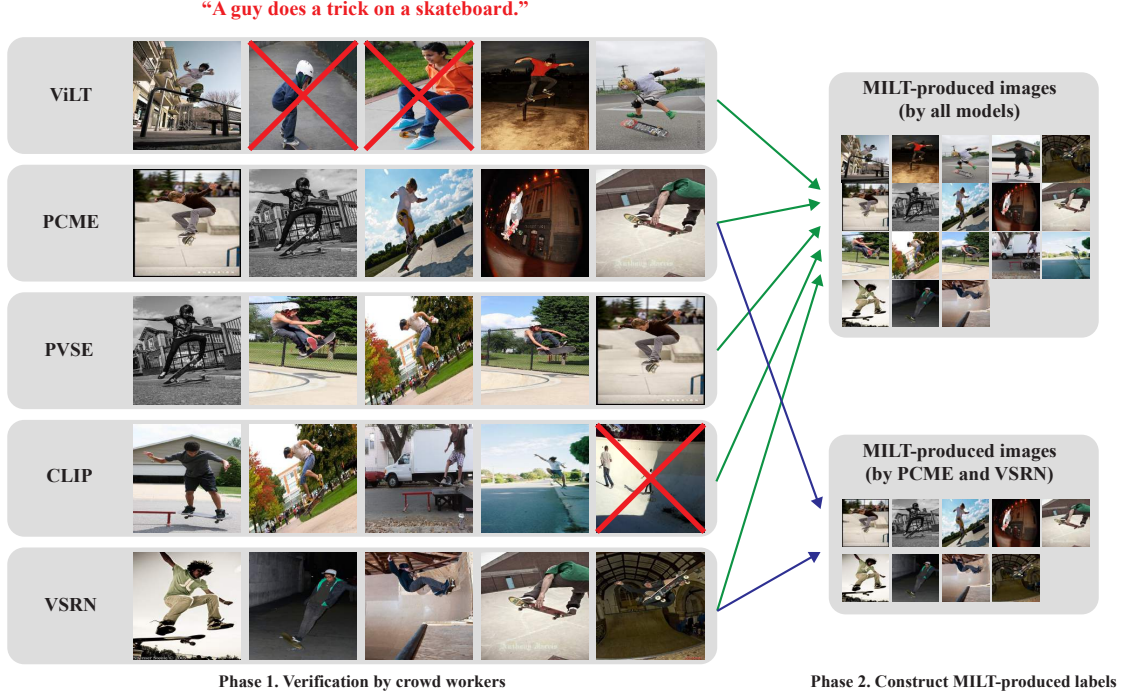 “A guy does a trick on a skateboard.”
ViLT
PCME
PVSE
CLIP
VSRN
Phase 1. Verification by crowd workers
MILT-produced images
(by all models)
MILT-produced images
(by PCME and VSRN)
Phase 2. Construct MILT-produced labels